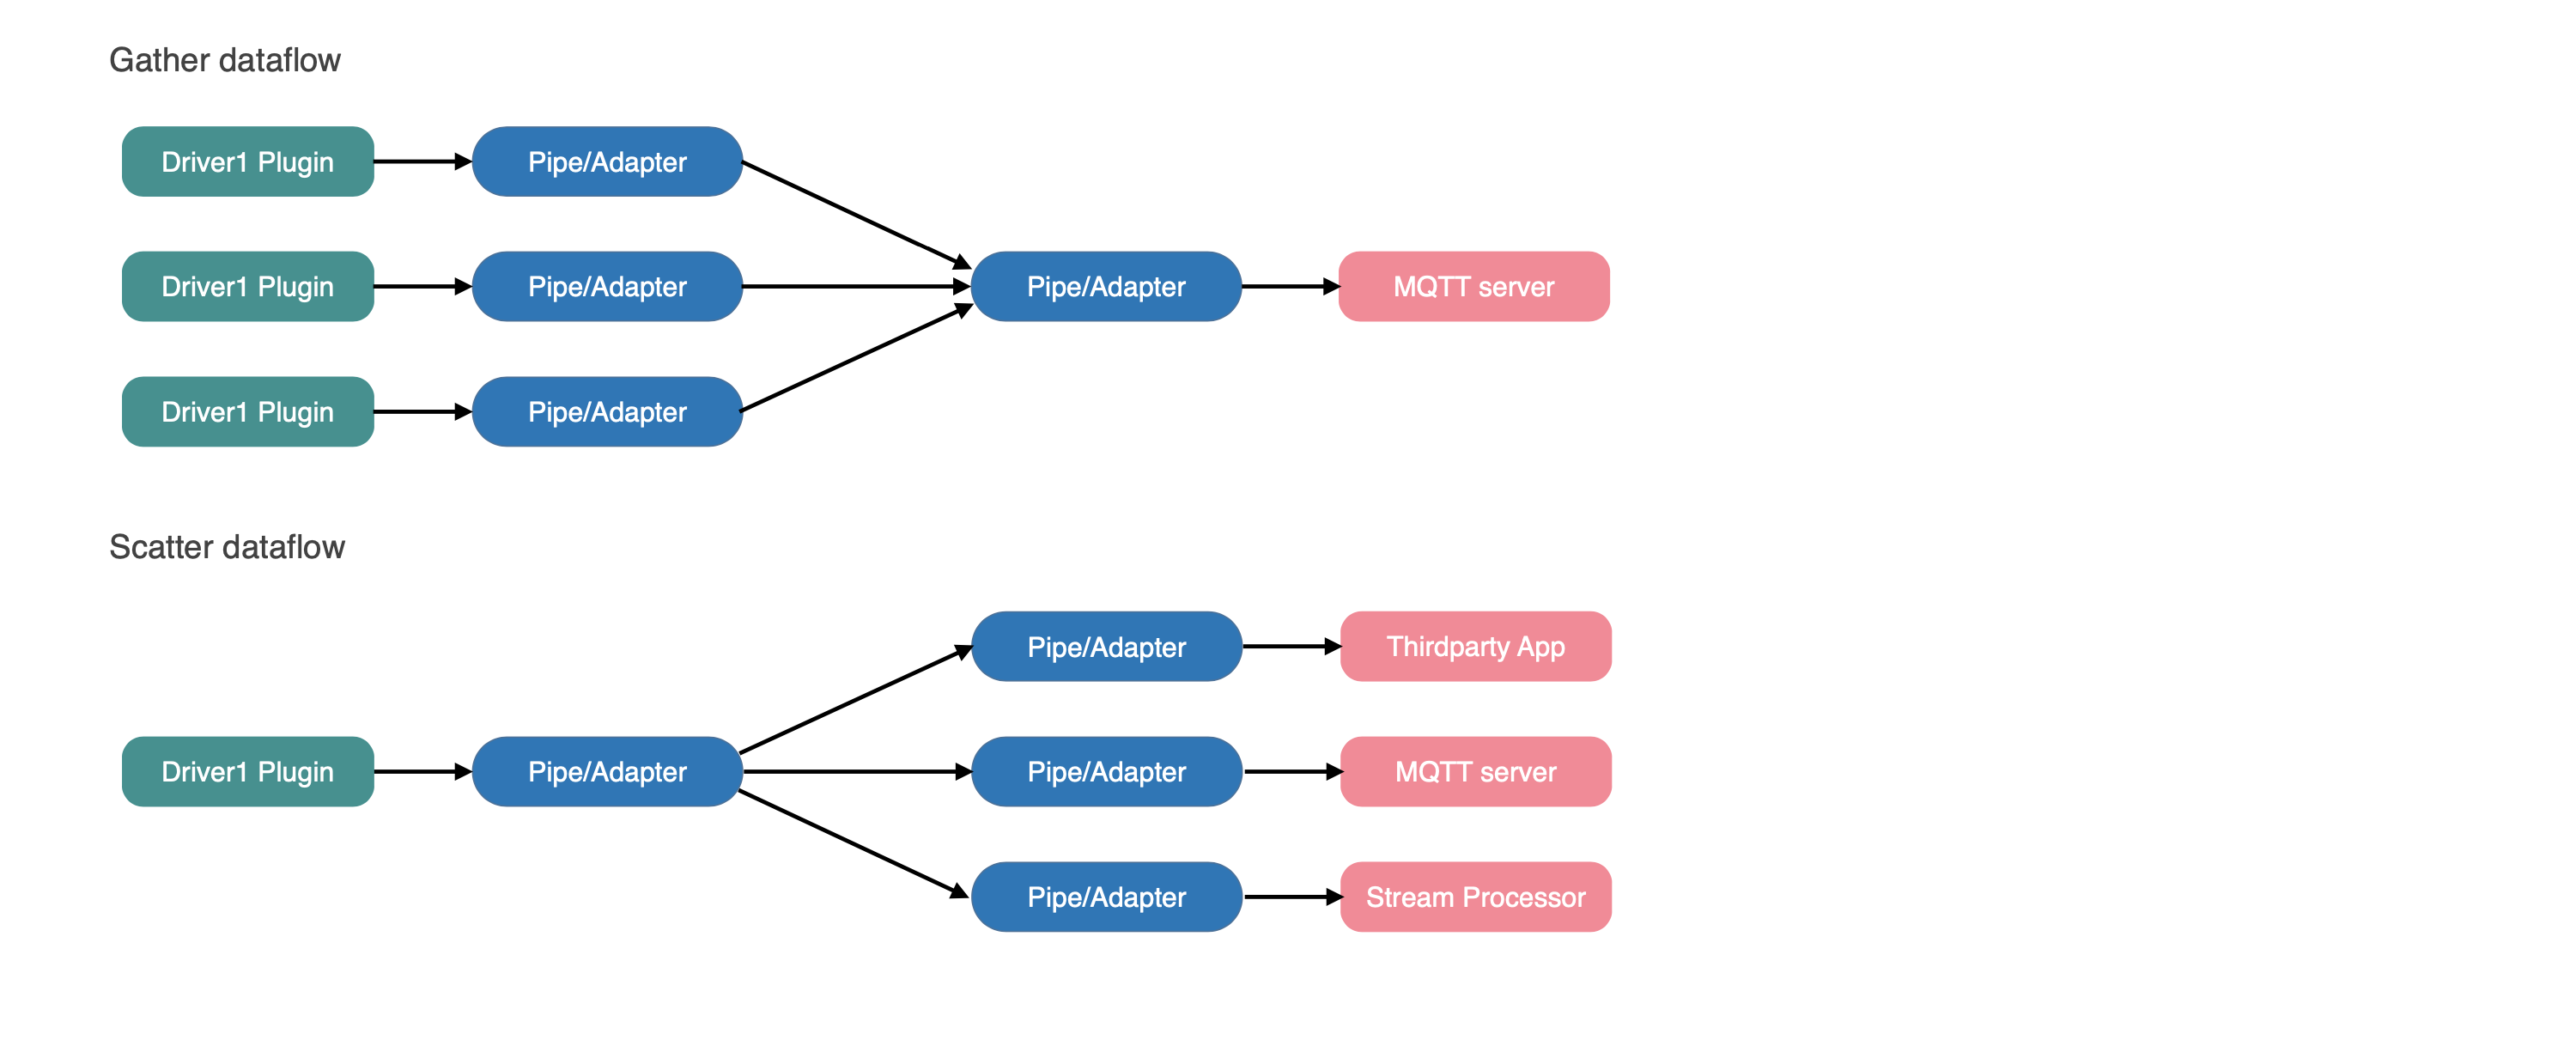 Gather dataflow
Driver1 Plugin
Pipe/Adapter
Driver1 Plugin
Pipe/Adapter
Pipe/Adapter
MQTT server
Driver1 Plugin
Pipe/Adapter
Scatter dataflow
Pipe/Adapter
Thirdparty App
Driver1 Plugin
Pipe/Adapter
Pipe/Adapter
MQTT server
Pipe/Adapter
Stream Processor